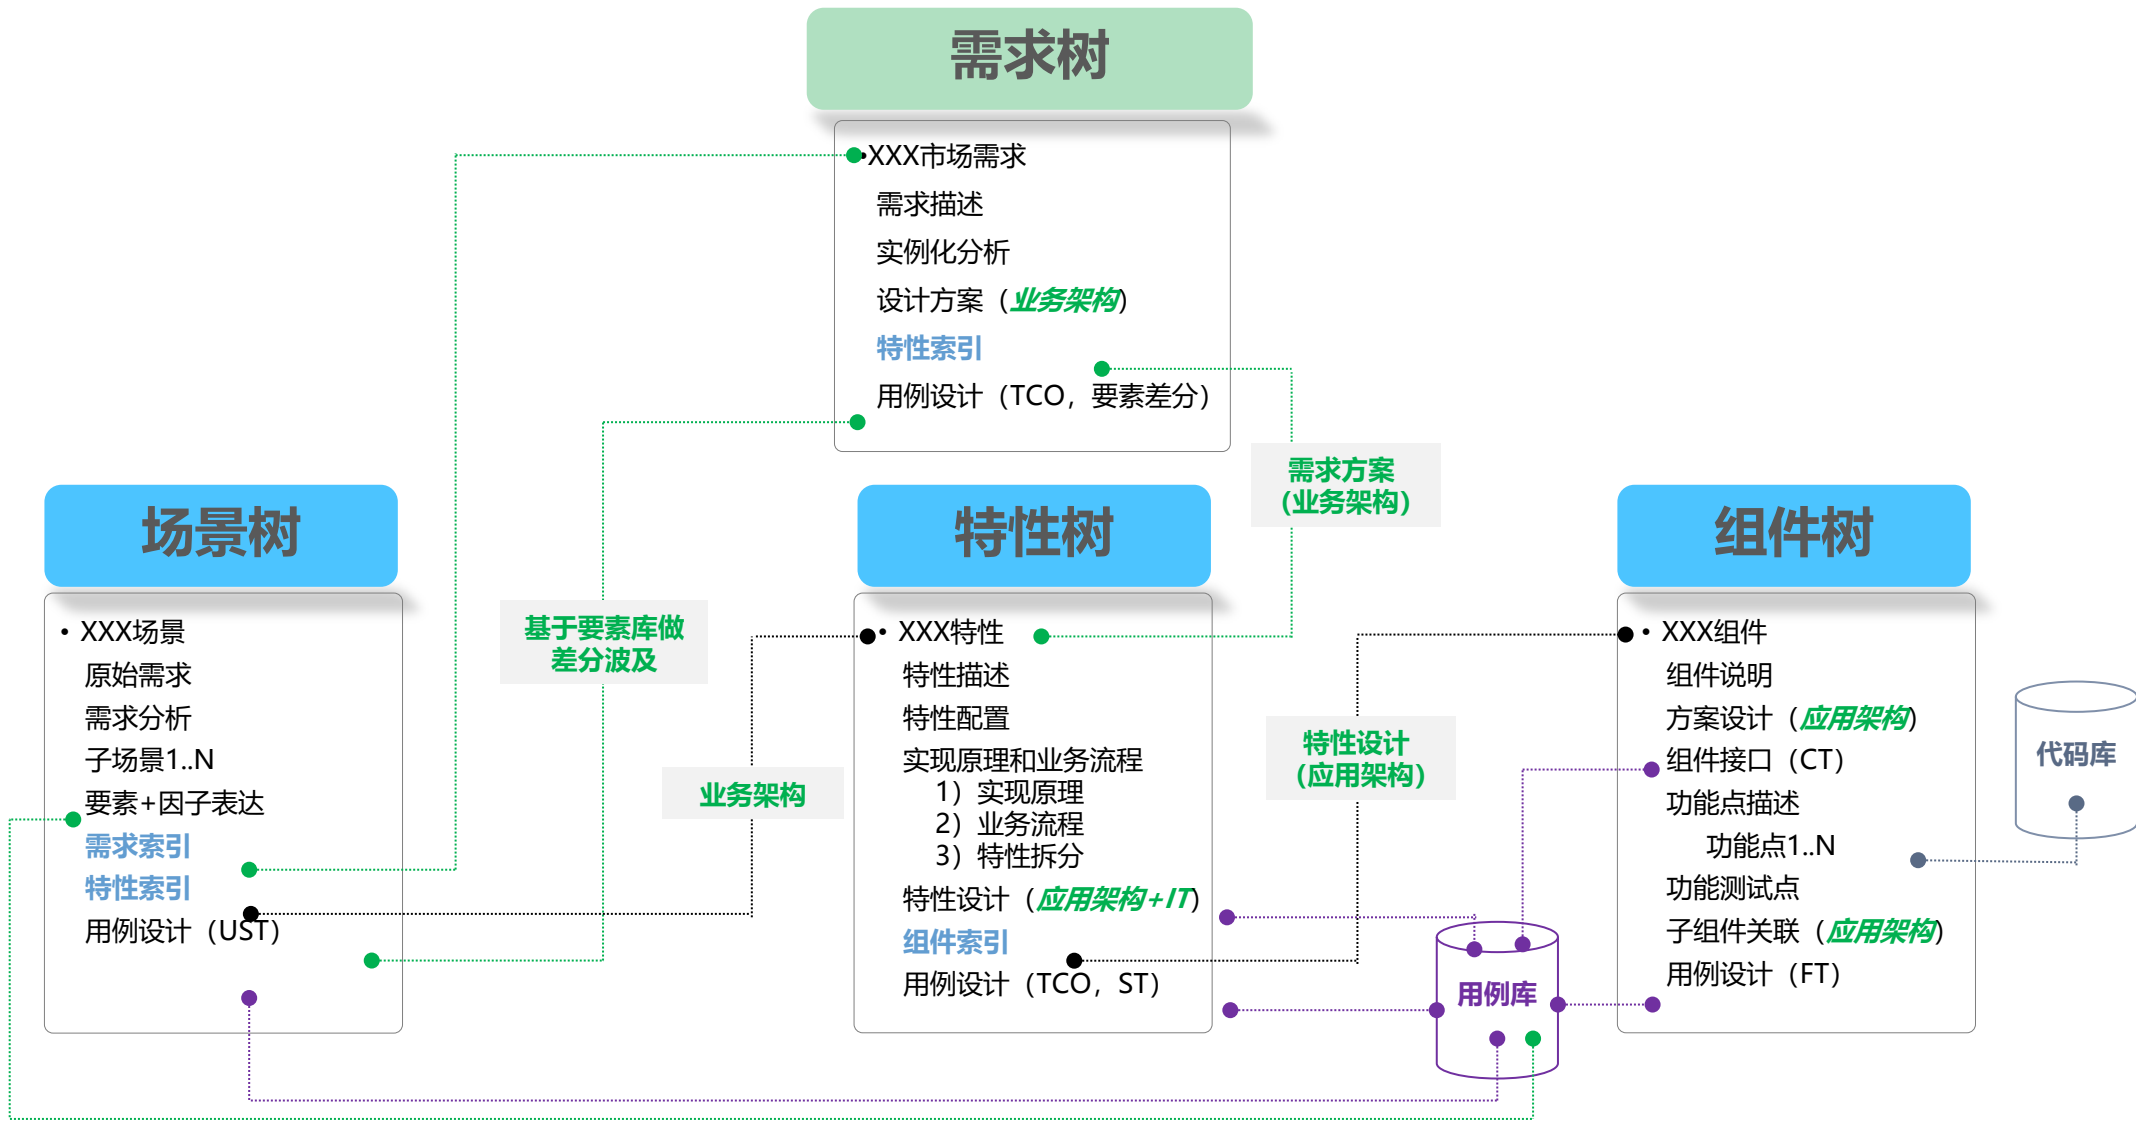 需求树
•XXX市场需求
需求描述
实例化分析
设计方案（业务架构）
特性索引
用例设计（TCO，要素差分）
需求方案
（业务架构）
场景树
• XXX场景
原始需求
需求分析
子场景1..N
要素+因子表达
需求索引
特性索引
用例设计（UST）
基于要素库做
差分波及
业务架构
特性树
• XXX特性
特性描述
特性配置
实现原理和业务流程
1）实现原理
2）业务流程
3）特性拆分
特性设计（应用架构+IT）
组件索引
用例设计（TCO，ST）
特性设计
（应用架构）
用例库
组件树
• XXX组件
组件说明
方案设计（应用架构）
组件接口（CT）
功能点描述
功能点1..N
功能测试点
子组件关联（应用架构）
用例设计（FT）
代码库